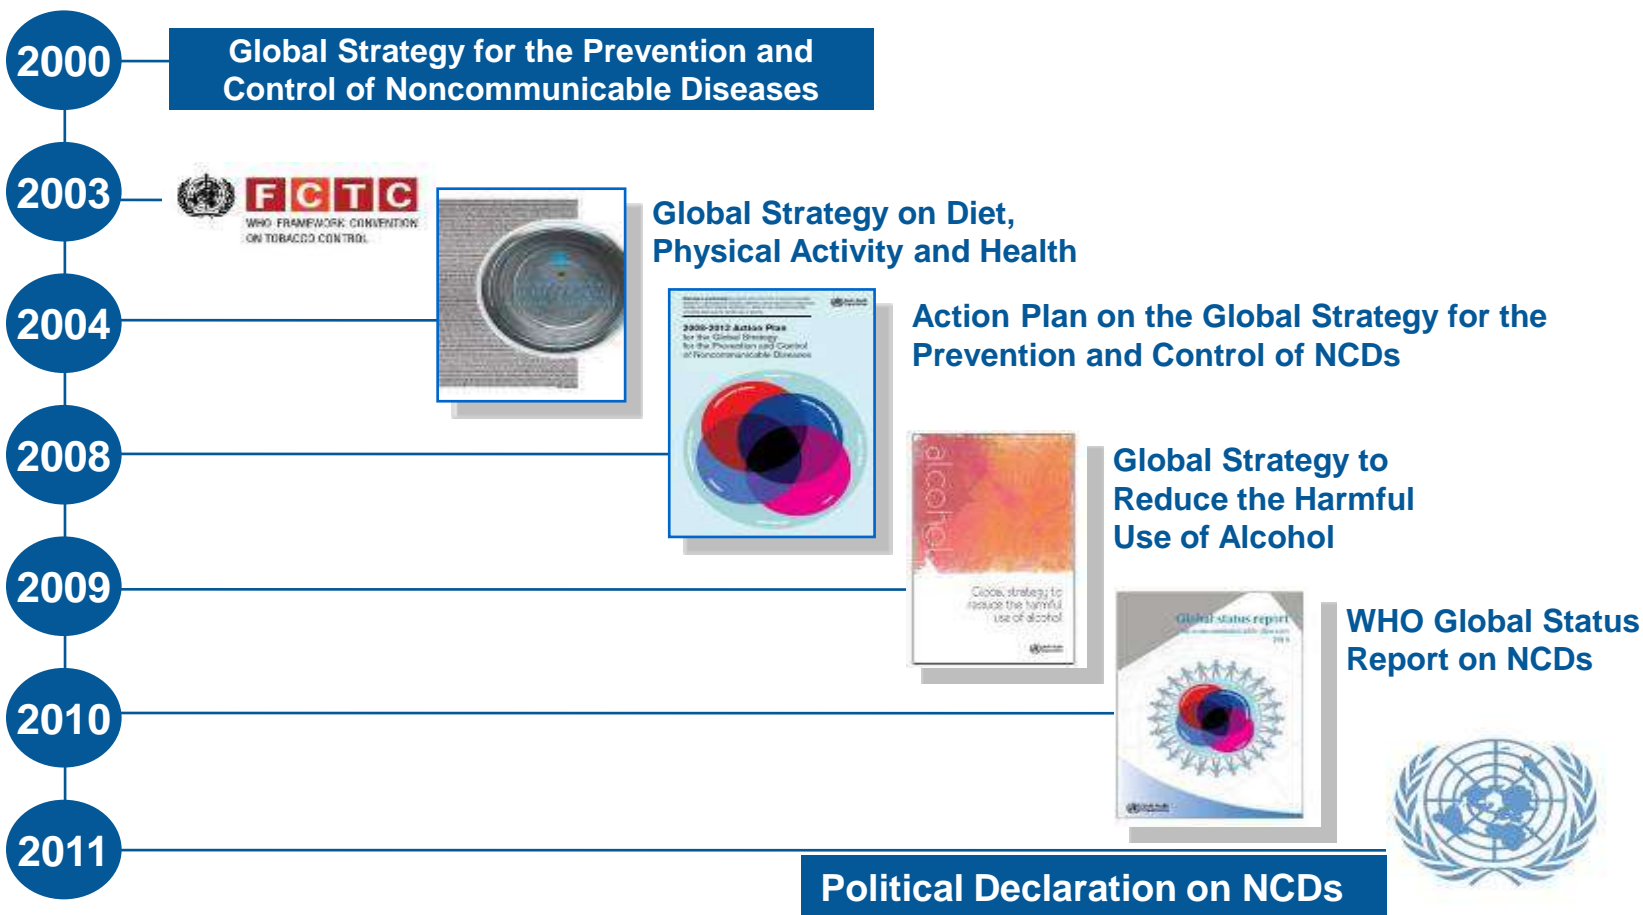 2000
Global Strategy for the Prevention and
Control of Noncommunicable Diseases
2003
FCTC
WHO FRAMEWORK CONVENTION
ON TOBACCO CONTROL
2004
Global Strategy on Diet,
Physical Activity and Health
2008
2008-2013 Action Plan
for the Global Strategy
for the Prevention and Control
of Noncommunicable Diseases
Action Plan on the Global Strategy for the
Prevention and Control of NCDs
2009
alcohol
Global strategy to
reduce the harmful
use of alcohol
Global Strategy to
Reduce the Harmful
Use of Alcohol
2010
Global status report
WHO Global Status
Report on NCDs
2011
Political Declaration on NCDs